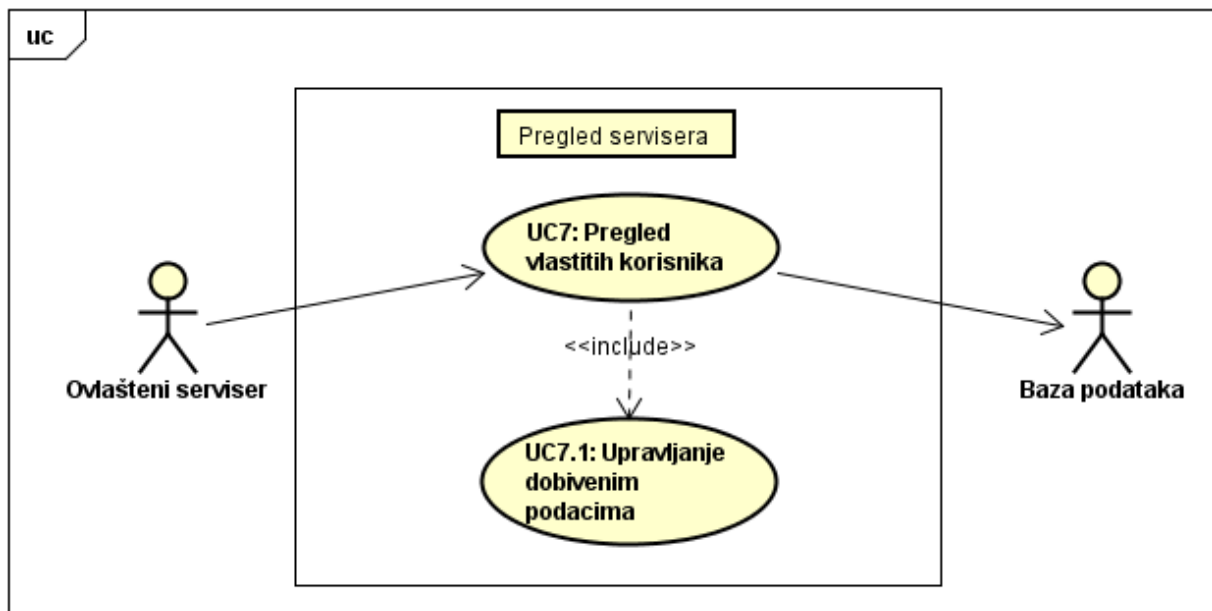 uc
Pregled servisera
UC7: Pregled
vlastitih korisnika
<<include>>
Ovlašteni serviser
Baza podataka
UC7.1: Upravljanje
dobivenim
podacima